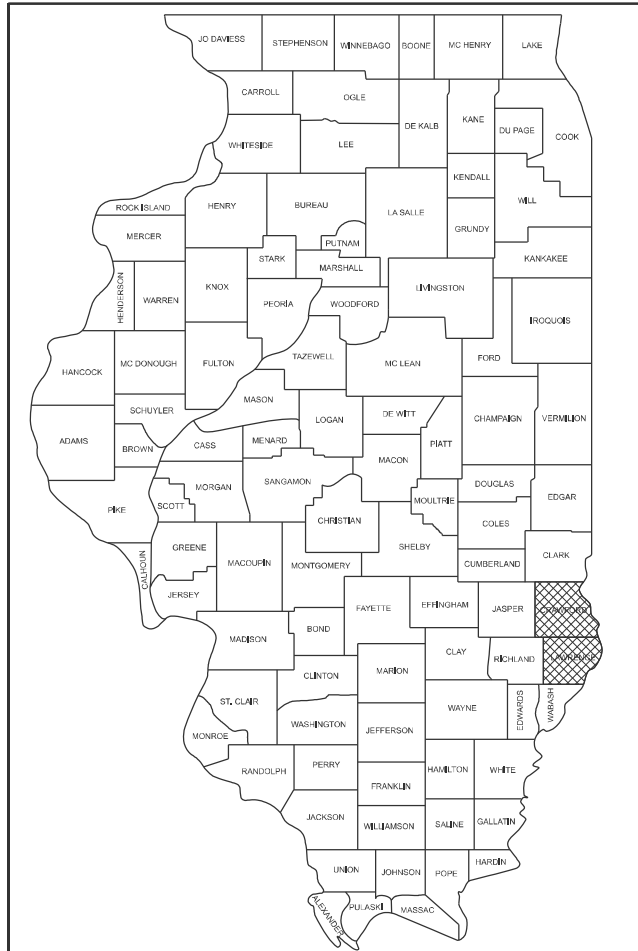 JO DAVIESS
STEPHENSON
WINNEBAGO
BOONE
MC HENRY
LAKE
CARROLL
OGLE
DE KALB
KANE
DU PAGE
COOK
WHITESIDE
LEE
KENDALL
WILL
ROCK ISLAND
HENRY
BUREAU
LA SALLE
GRUNDY
MERCER
PUTNAM
STARK
MARSHALL
KANKAKEE
HENDERSON
WARREN
KNOX
PEORIA
WOODFORD
LIVINGSTON
IROQUOIS
HANCOCK
MC DONOUGH
FULTON
TAZEWELL
MC LEAN
FORD
SCHUYLER
MASON
LOGAN
DE WITT
CHAMPAIGN
VERMILION
ADAMS
BROWN
CASS
MENARD
PIATT
MACON
PIKE
SCOTT
MORGAN
SANGAMON
MOULTRIE
DOUGLAS
EDGAR
CHRISTIAN
COLES
CALHOUN
GREENE
MACOUPIN
MONTGOMERY
SHELBY
CUMBERLAND
CLARK
JERSEY
FAYETTE
EFFINGHAM
JASPER
CRAWFORD
MADISON
BOND
CLAY
RICHLAND
LAWRENCE
CLINTON
MARION
ST. CLAIR
WASHINGTON
WAYNE
EDWARDS
WABASH
MONROE
JEFFERSON
RANDOLPH
PERRY
HAMILTON
WHITE
FRANKLIN
JACKSON
WILLIAMSON
SALINE
GALLATIN
UNION
JOHNSON
POPE
HARDIN
ALEXANDER
PULASKI
MASSAC